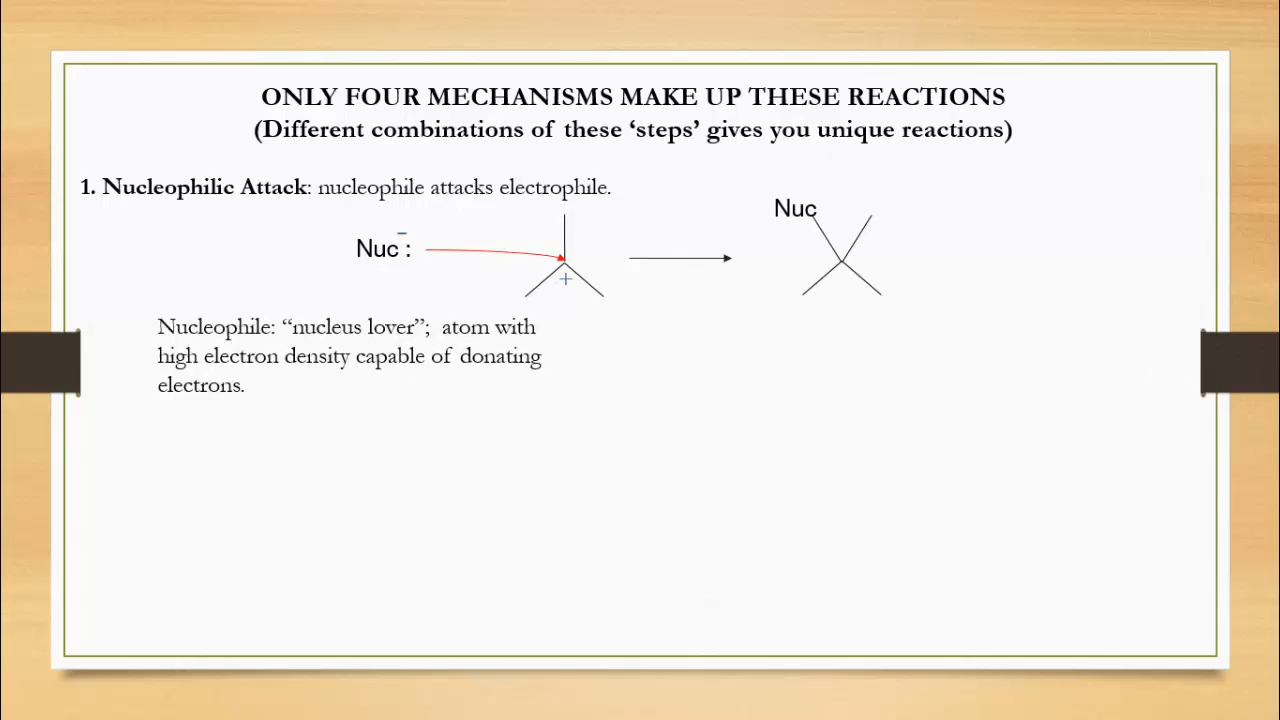 ONLY FOUR MECHANISMS MAKE UP THESE REACTIONS
(Different combinations of these ‘steps’ gives you unique reactions)
1. Nucleophilic Attack: nucleophile attacks electrophile.
Nuc
−
Nuc :
+
Nucleophile: “nucleus lover”; atom with
high electron density capable of donating
electrons.